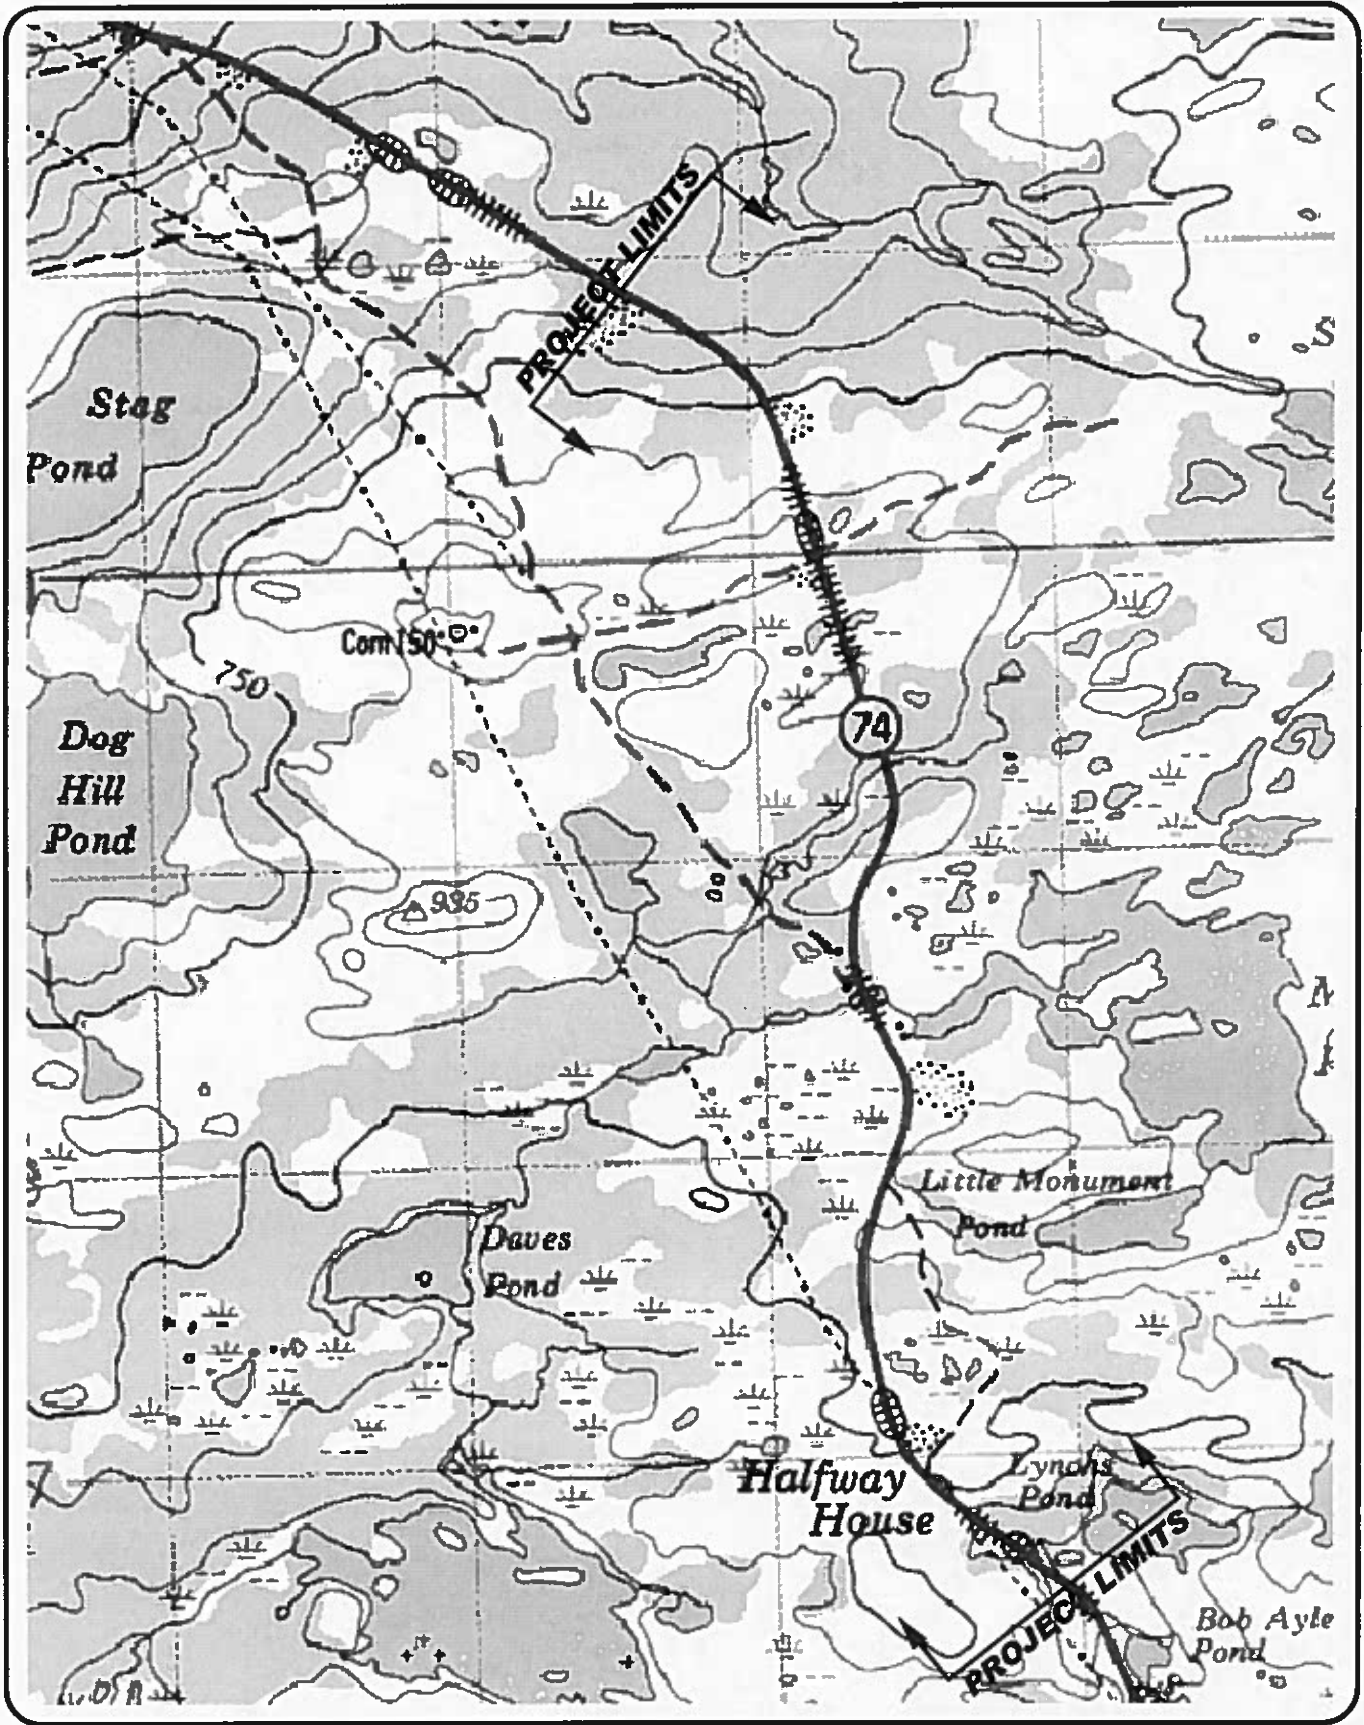 PROJECT LIMITS
Stag
Pond
Com 150
750
74
Dog
Hill
Pond
935
Little Monument
Pond
Daves
Pond
Halfway
House
Lynchs
Pond
PROJECT LIMITS
Bob Ayle
Pond